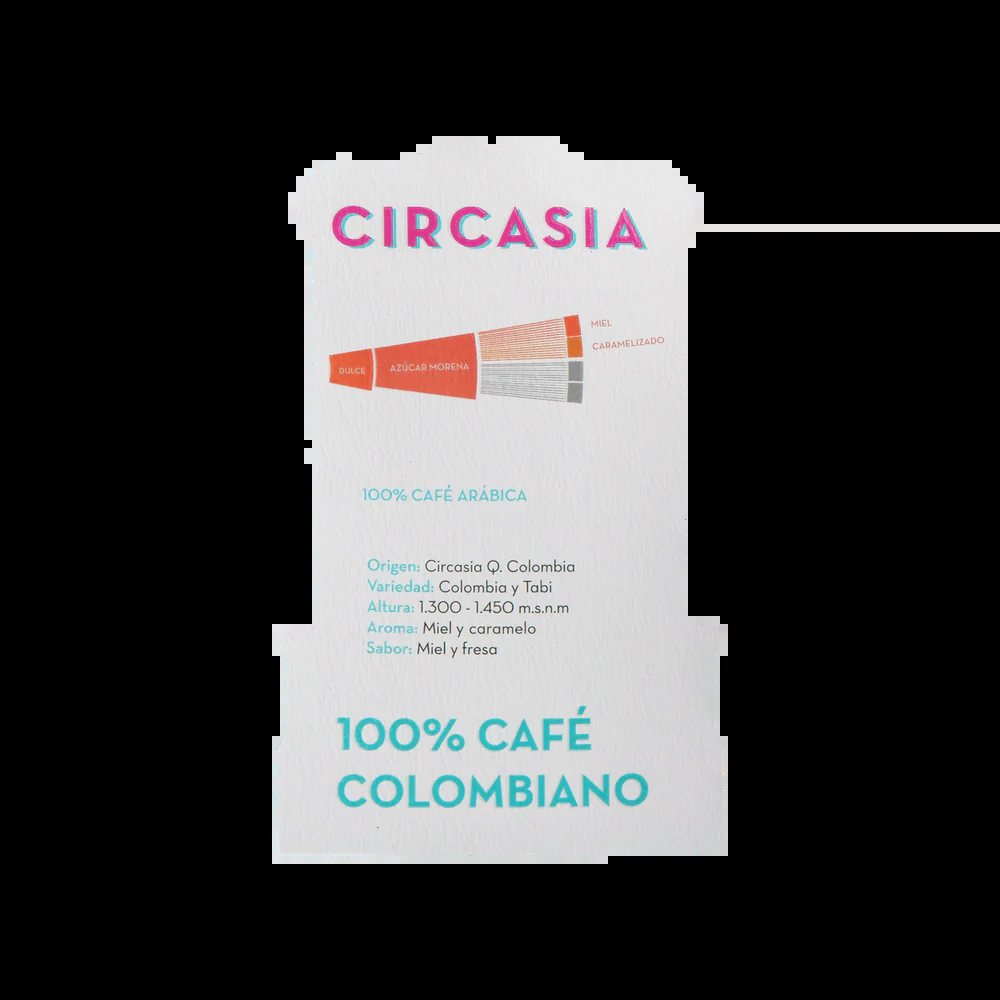 CIRCASIA
MIEL
CARAMELIZADO
DULCE
AZÚCAR MORENA
100% CAFÉ ARÁBICA
Origen: Circasia Q. Colombia
Variedad: Colombia y Tabi
Altura: 1.300 - 1.450 m.s.n.m
Aroma: Miel y caramelo
Sabor: Miel y fresa
100% CAFÉ
COLOMBIANO